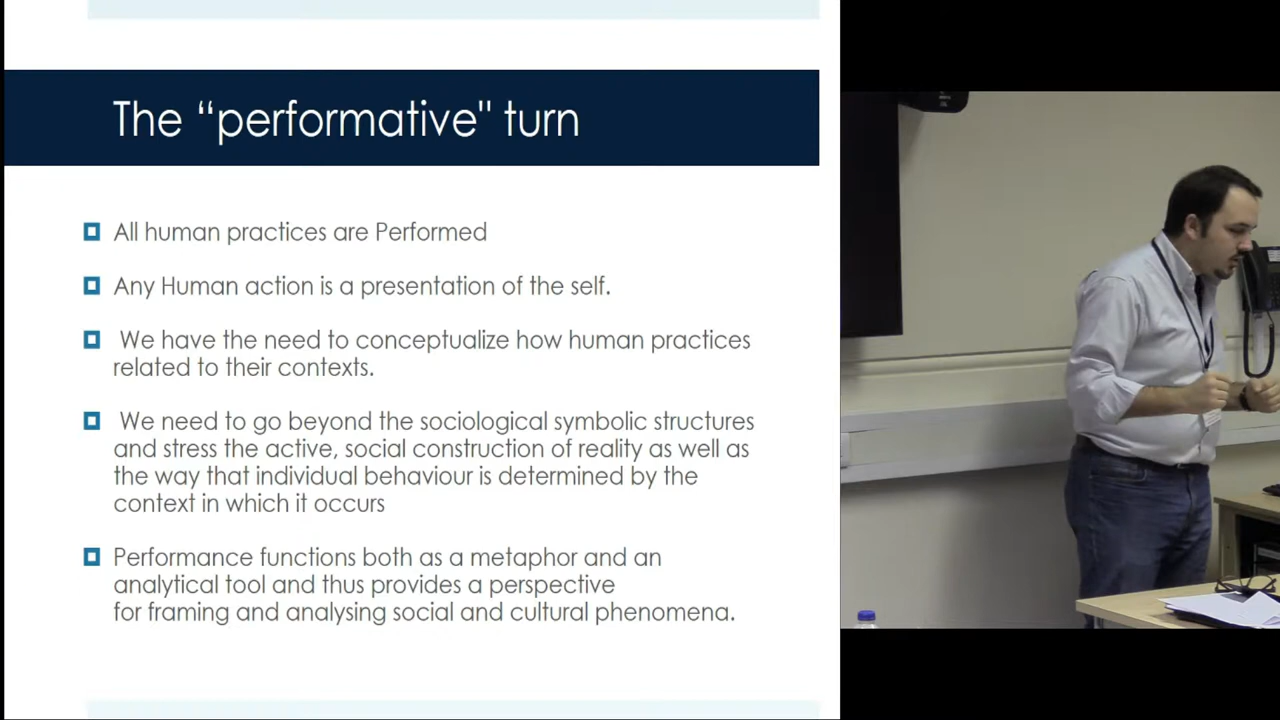 The “performative" turn
All human practices are Performed
Any Human action is a presentation of the self.
We have the need to conceptualize how human practices
related to their contexts.
We need to go beyond the sociological symbolic structures
and stress the active, social construction of reality as well as
the way that individual behaviour is determined by the
context in which it occurs
Performance functions both as a metaphor and an
analytical tool and thus provides a perspective
for framing and analysing social and cultural phenomena.